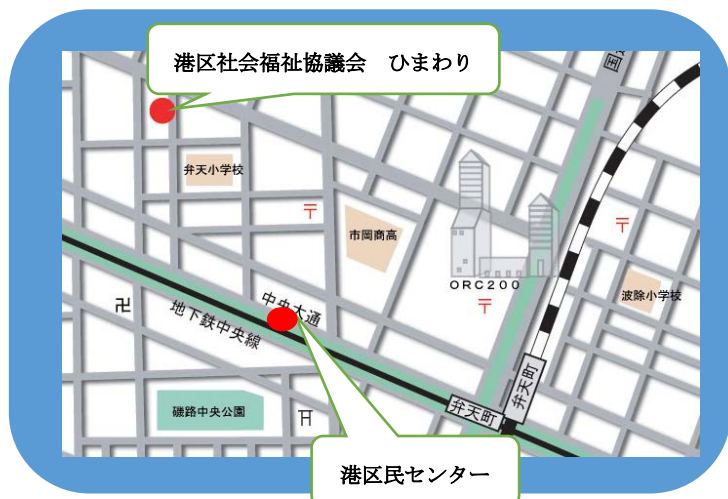 港区社会福祉協議会　ひまわり
国道
弁天小学校
〒
市岡商高
〒
ORC200
〒
波除小学校
卍
中央大通
地下鉄中央線
弁天町
弁天町
磯路中央公園
港区民センター